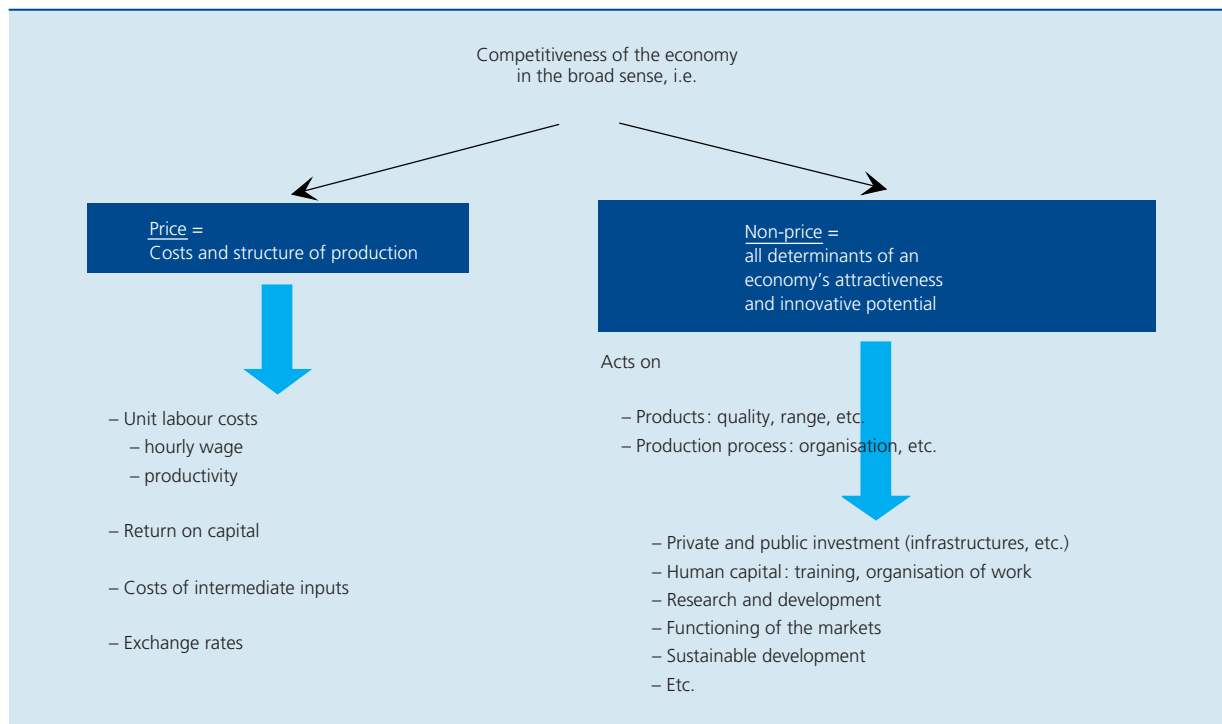 Competitiveness of the economy
in the broad sense, i.e.
Price =
Costs and structure of production
– Unit labour costs
– hourly wage
– productivity
– Return on capital
– Costs of intermediate inputs
– Exchange rates
Non-price =
all determinants of an
economy’s attractiveness
and innovative potential
Acts on
– Products : quality, range, etc.
– Production process : organisation, etc.
– Private and public investment (infrastructures, etc.)
– Human capital : training, organisation of work
– Research and development
– Functioning of the markets
– Sustainable development
– Etc.